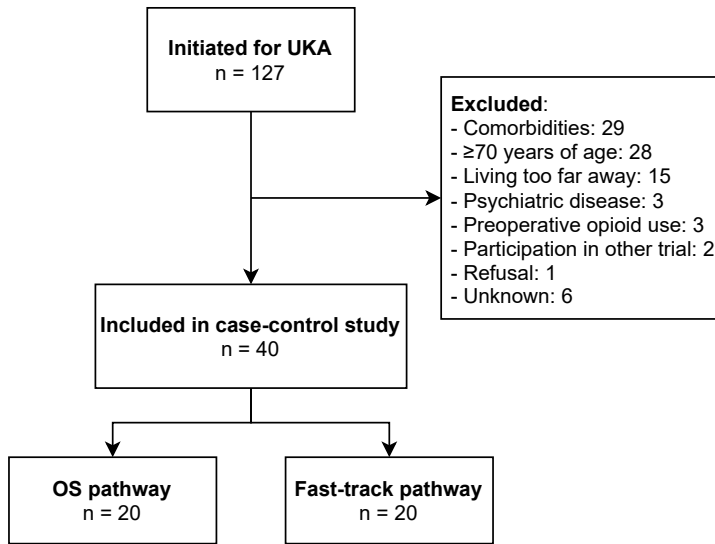 Initiated for UKA
n = 127
Excluded:
- Comorbidities: 29
- ≥70 years of age: 28
- Living too far away: 15
- Psychiatric disease: 3
- Preoperative opioid use: 3
- Participation in other trial: 2
- Refusal: 1
- Unknown: 6
Included in case-control study
n = 40
OS pathway
n = 20
Fast-track pathway
n = 20